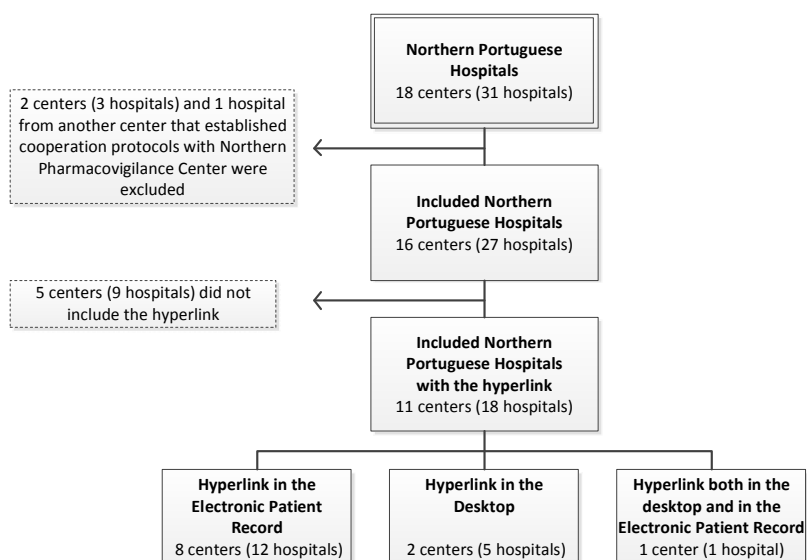 Northern Portuguese
Hospitals
18 centers (31 hospitals)
2 centers (3 hospitals) and 1 hospital
from another center that established
cooperation protocols with Northern
Pharmacovigilance Center were
excluded
Included Northern
Portuguese Hospitals
16 centers (27 hospitals)
5 centers (9 hospitals) did not
include the hyperlink
Included Northern
Portuguese Hospitals
with the hyperlink
11 centers (18 hospitals)
Hyperlink in the
Electronic Patient
Record
8 centers (12 hospitals)
Hyperlink in the
Desktop
2 centers (5 hospitals)
Hyperlink both in the
desktop and in the
Electronic Patient Record
1 center (1 hospital)